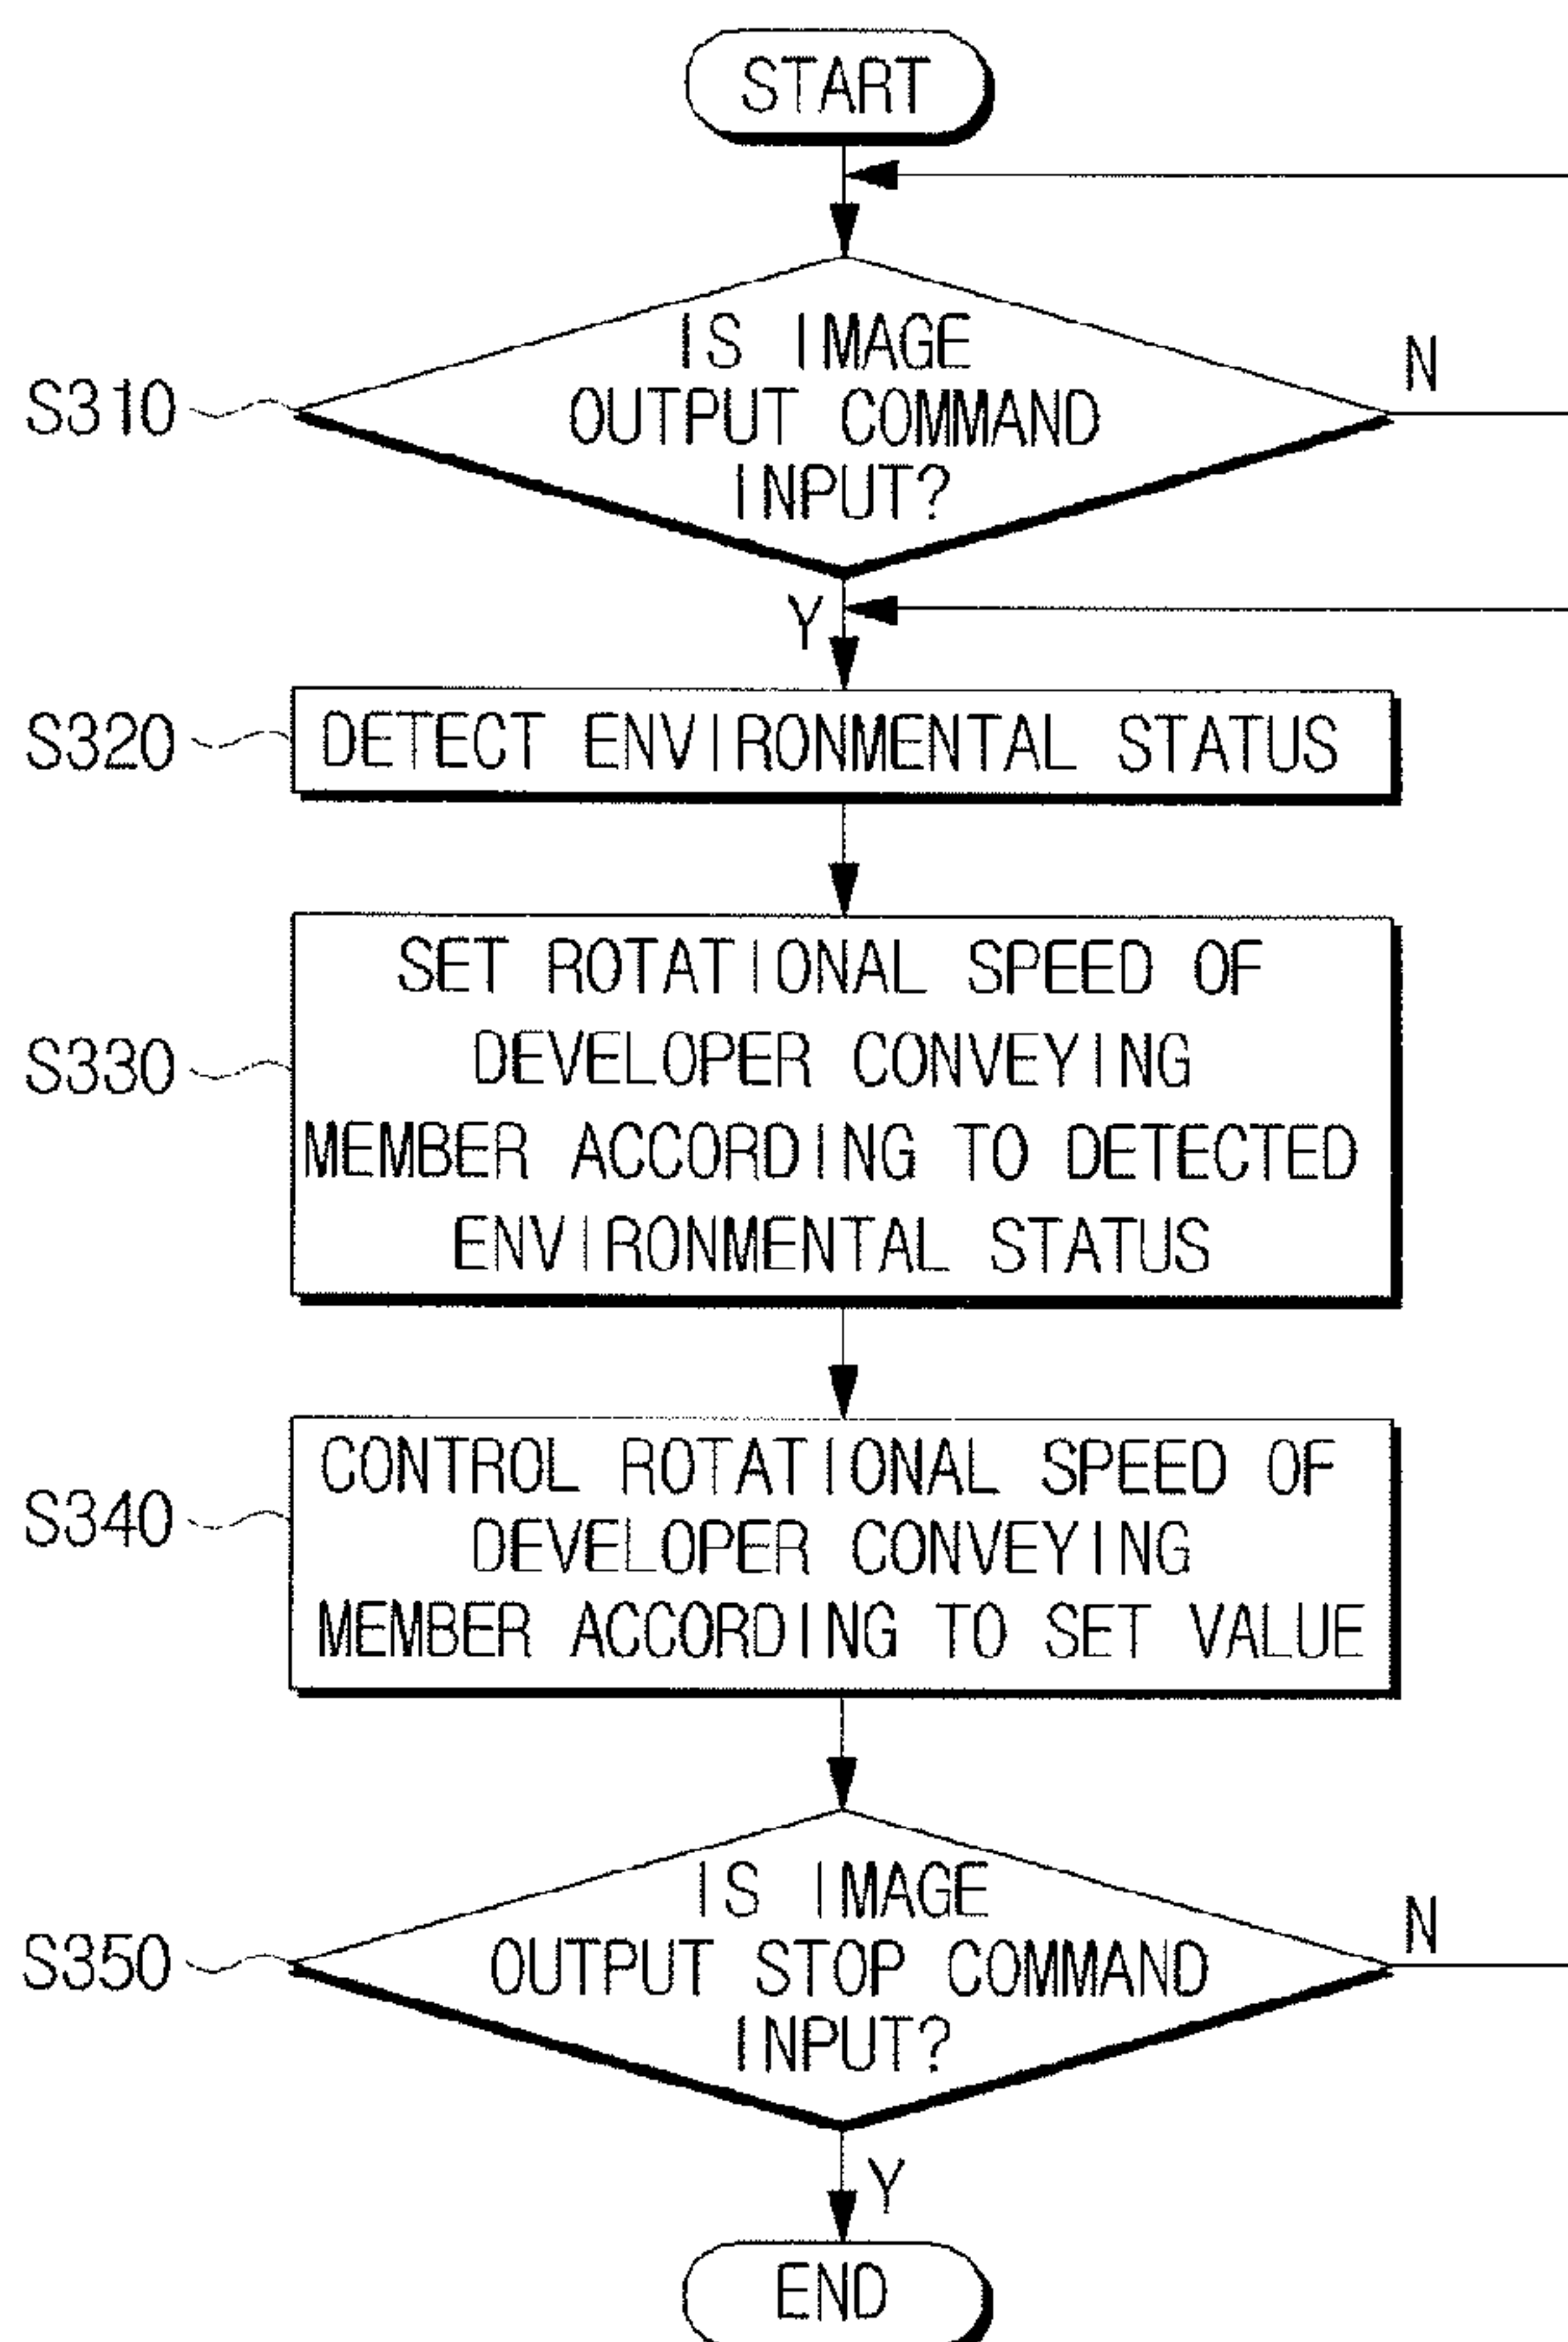 START
IS IMAGE
OUTPUT COMMAND
INPUT?
N
S310
Y
S320
DETECT ENVIRONMENTAL STATUS
S330
SET ROTATIONAL SPEED OF
DEVELOPER CONVEYING
MEMBER ACCORDING TO DETECTED
ENVIRONMENTAL STATUS
S340
CONTROL ROTATIONAL SPEED OF
DEVELOPER CONVEYING
MEMBER ACCORDING TO SET VALUE
S350
IS IMAGE
OUTPUT STOP COMMAND
INPUT?
N
Y
END